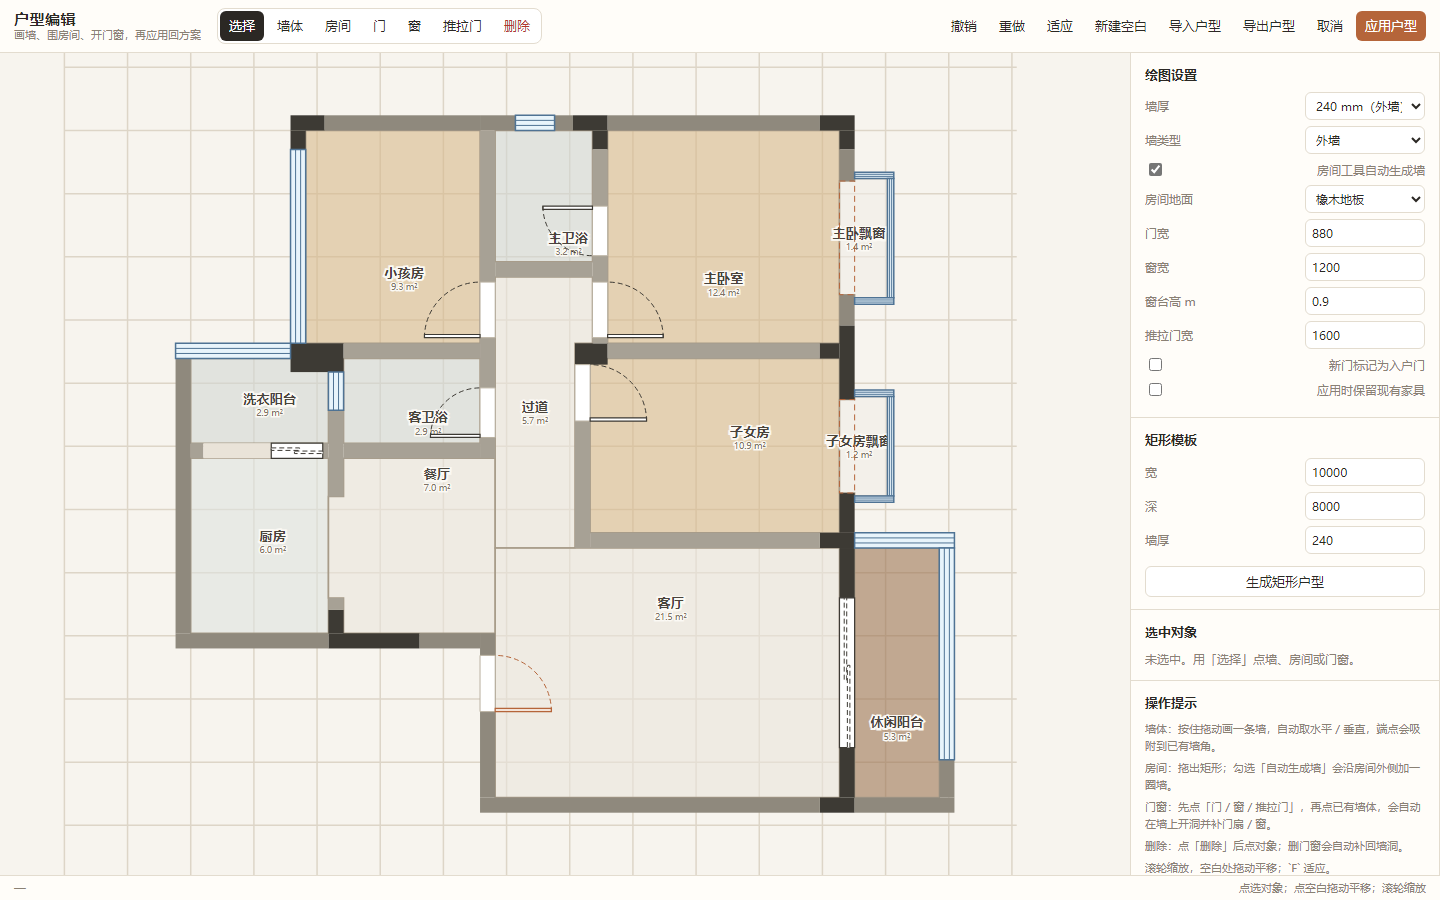 户型编辑
画墙、围房间、开门窗，再应用回方案
选择 墙体 房间 门 窗 推拉门 删除
撤销 重做 适应 新建空白 导入户型 导出户型 取消 应用户型
小孩房
9.3 m²
主卫浴
3.2 m²
主卧室
12.4 m²
主卧飘窗
1.4 m²
洗衣阳台
2.9 m²
客卫浴
2.9 m²
过道
5.7 m²
子女房
10.9 m²
子女房飘窗
1.2 m²
餐厅
7.0 m²
厨房
6.0 m²
客厅
21.5 m²
休闲阳台
5.3 m²
绘图设置
墙厚 240 mm（外墙）
墙类型 外墙
房间工具自动生成墙
房间地面 橡木地板
门宽 880
窗宽 1200
窗台高 m 0.9
推拉门宽 1600
新门标记为入户门
应用时保留现有家具
矩形模板
宽 10000
深 8000
墙厚 240
生成矩形户型
选中对象
未选中。用「选择」点墙、房间或门窗。
操作提示
墙体：按住拖动画一条墙，自动取水平 / 垂直，端点会吸
附到已有墙角。
房间：拖出矩形；勾选「自动生成墙」会沿房间外侧加一
圈墙。
门窗：先点「门 / 窗 / 推拉门」，再点已有墙体，会自动
在墙上开洞并补门扇 / 窗。
删除：点「删除」后点对象；删门窗会自动补回墙洞。
滚轮缩放，空白处拖动平移；`F` 适应。
—
点选对象；点空白拖动平移；滚轮缩放